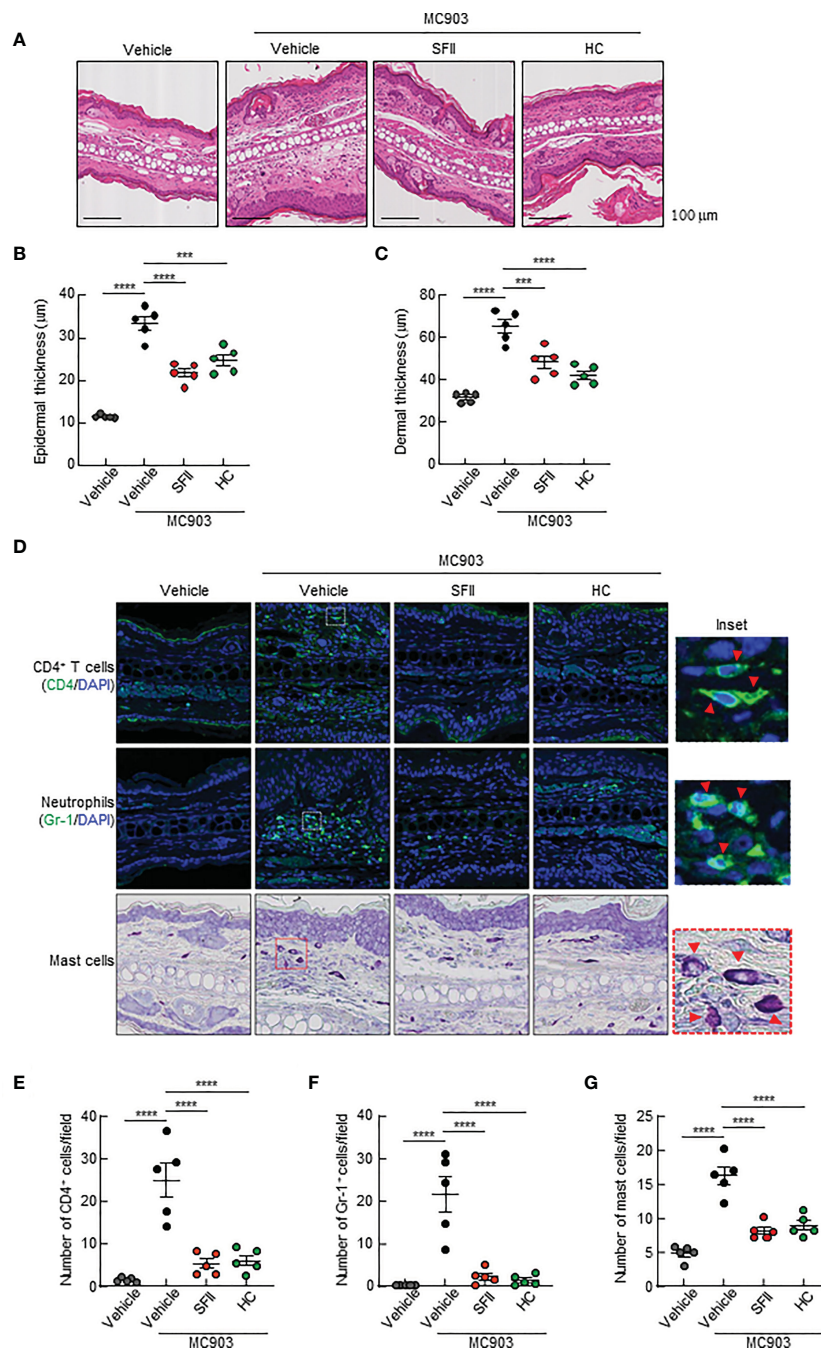 MC903
A
Vehicle
Vehicle
SFII
HC
100 μm
B
C
***
****
****
****
***
****
40
30
20
10
0
Epidermal thickness (μm)
Vehicle
Vehicle
SFII
HC
MC903
80
60
40
20
0
Dermal thickness (μm)
Vehicle
Vehicle
SFII
HC
MC903
D
MC903
Vehicle
Vehicle
SFII
HC
Inset
CD4⁺ T cells
(CD4/DAPI)
Neutrophils
(Gr-1/DAPI)
Mast cells
E
F
G
****
****
****
40
30
20
10
0
Number of CD4⁺ cells/field
Vehicle
Vehicle
SFII
HC
MC903
****
****
****
40
30
20
10
0
Number of Gr-1⁺ cells/field
Vehicle
Vehicle
SFII
HC
MC903
****
****
****
25
20
15
10
5
0
Number of mast cells/field
Vehicle
Vehicle
SFII
HC
MC903